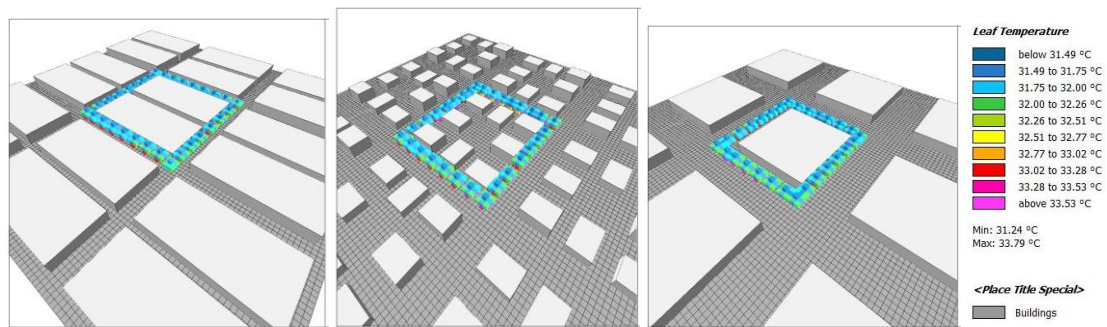 Leaf Temperature
below 31.49 °C
31.49 to 31.75 °C
31.75 to 32.00 °C
32.00 to 32.26 °C
32.26 to 32.51 °C
32.51 to 32.77 °C
32.77 to 33.02 °C
33.02 to 33.28 °C
33.28 to 33.53 °C
above 33.53 °C
Min: 31.24 °C
Max: 33.79 °C
<Place Title Special>
Buildings